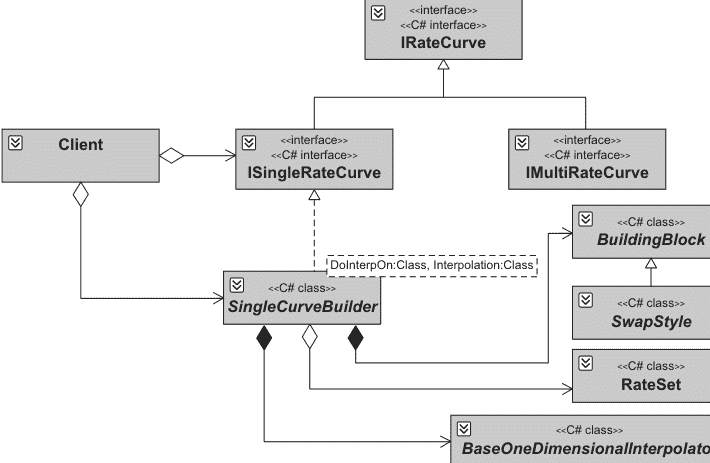 <<interface>>
<<C# interface>>
IRateCurve
Client
<<interface>>
<<C# interface>>
ISingleRateCurve
<<interface>>
<<C# interface>>
IMultiRateCurve
<<C# class>>
BuildingBlock
DoInterpOn:Class, Interpolation:Class
<<C# class>>
SingleCurveBuilder
<<C# class>>
SwapStyle
<<C# class>>
RateSet
<<C# class>>
BaseOneDimensionalInterpolato